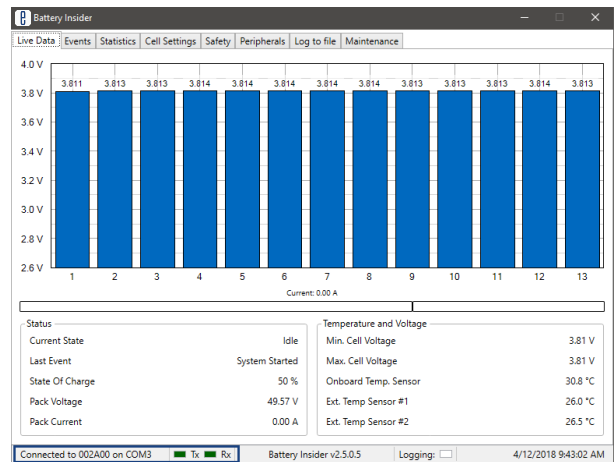 Battery Insider
Live Data Events Statistics Cell Settings Safety Peripherals Log to file Maintenance
4.0 V
3.811 3.813 3.813 3.814 3.814 3.814 3.814 3.814 3.813 3.813 3.813 3.814 3.813
3.8 V
3.6 V
3.4 V
3.2 V
3.0 V
2.8 V
2.6 V
1 2 3 4 5 6 7 8 9 10 11 12 13
Current: 0.00 A
Status
Current State Idle
Last Event System Started
State Of Charge 50 %
Pack Voltage 49.57 V
Pack Current 0.00 A
Temperature and Voltage
Min. Cell Voltage 3.81 V
Max. Cell Voltage 3.81 V
Onboard Temp. Sensor 30.8 °C
Ext. Temp Sensor #1 26.0 °C
Ext. Temp Sensor #2 26.5 °C
Connected to 002A00 on COM3 Tx Rx Battery Insider v2.5.0.5 Logging: 4/12/2018 9:43:02 AM